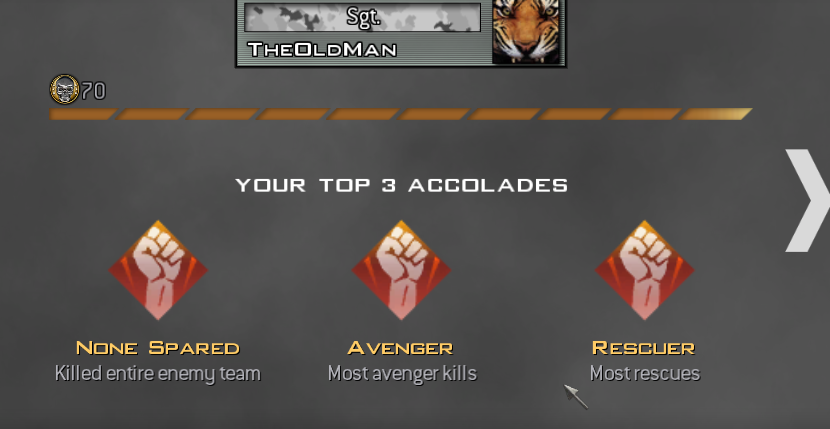 Sgt.
TheOldMan
70
YOUR TOP 3 ACCOLADES
None Spared
Killed entire enemy team
Avenger
Most avenger kills
Rescuer
Most rescues